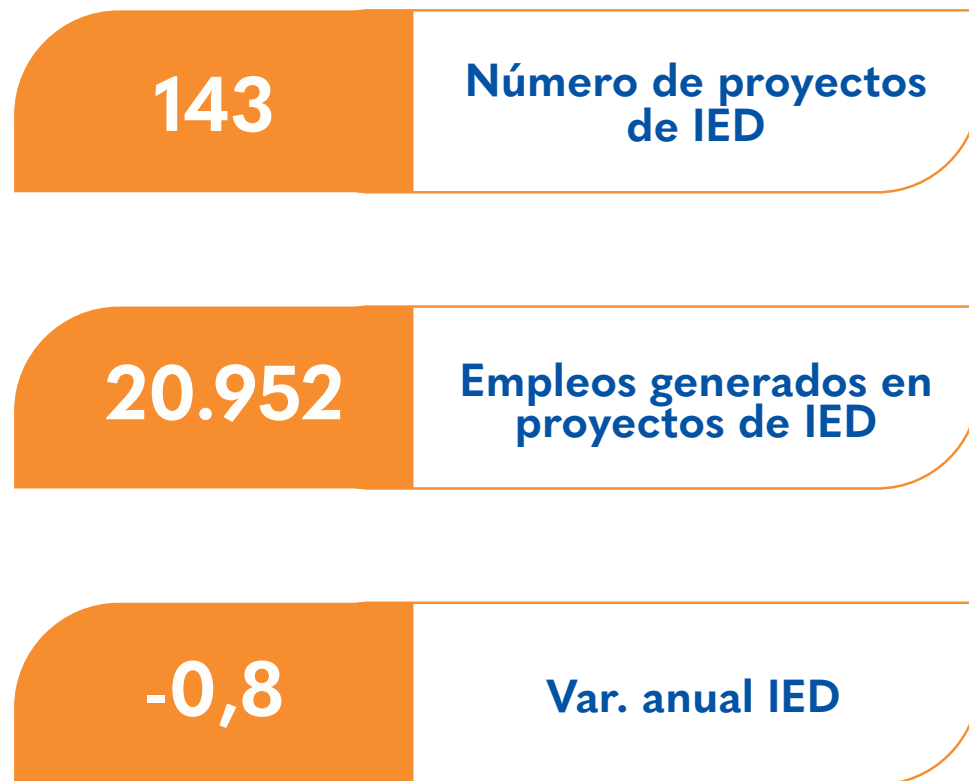 143
Número de proyectos
de IED
20.952
Empleos generados en
proyectos de IED
-0,8
Var. anual IED